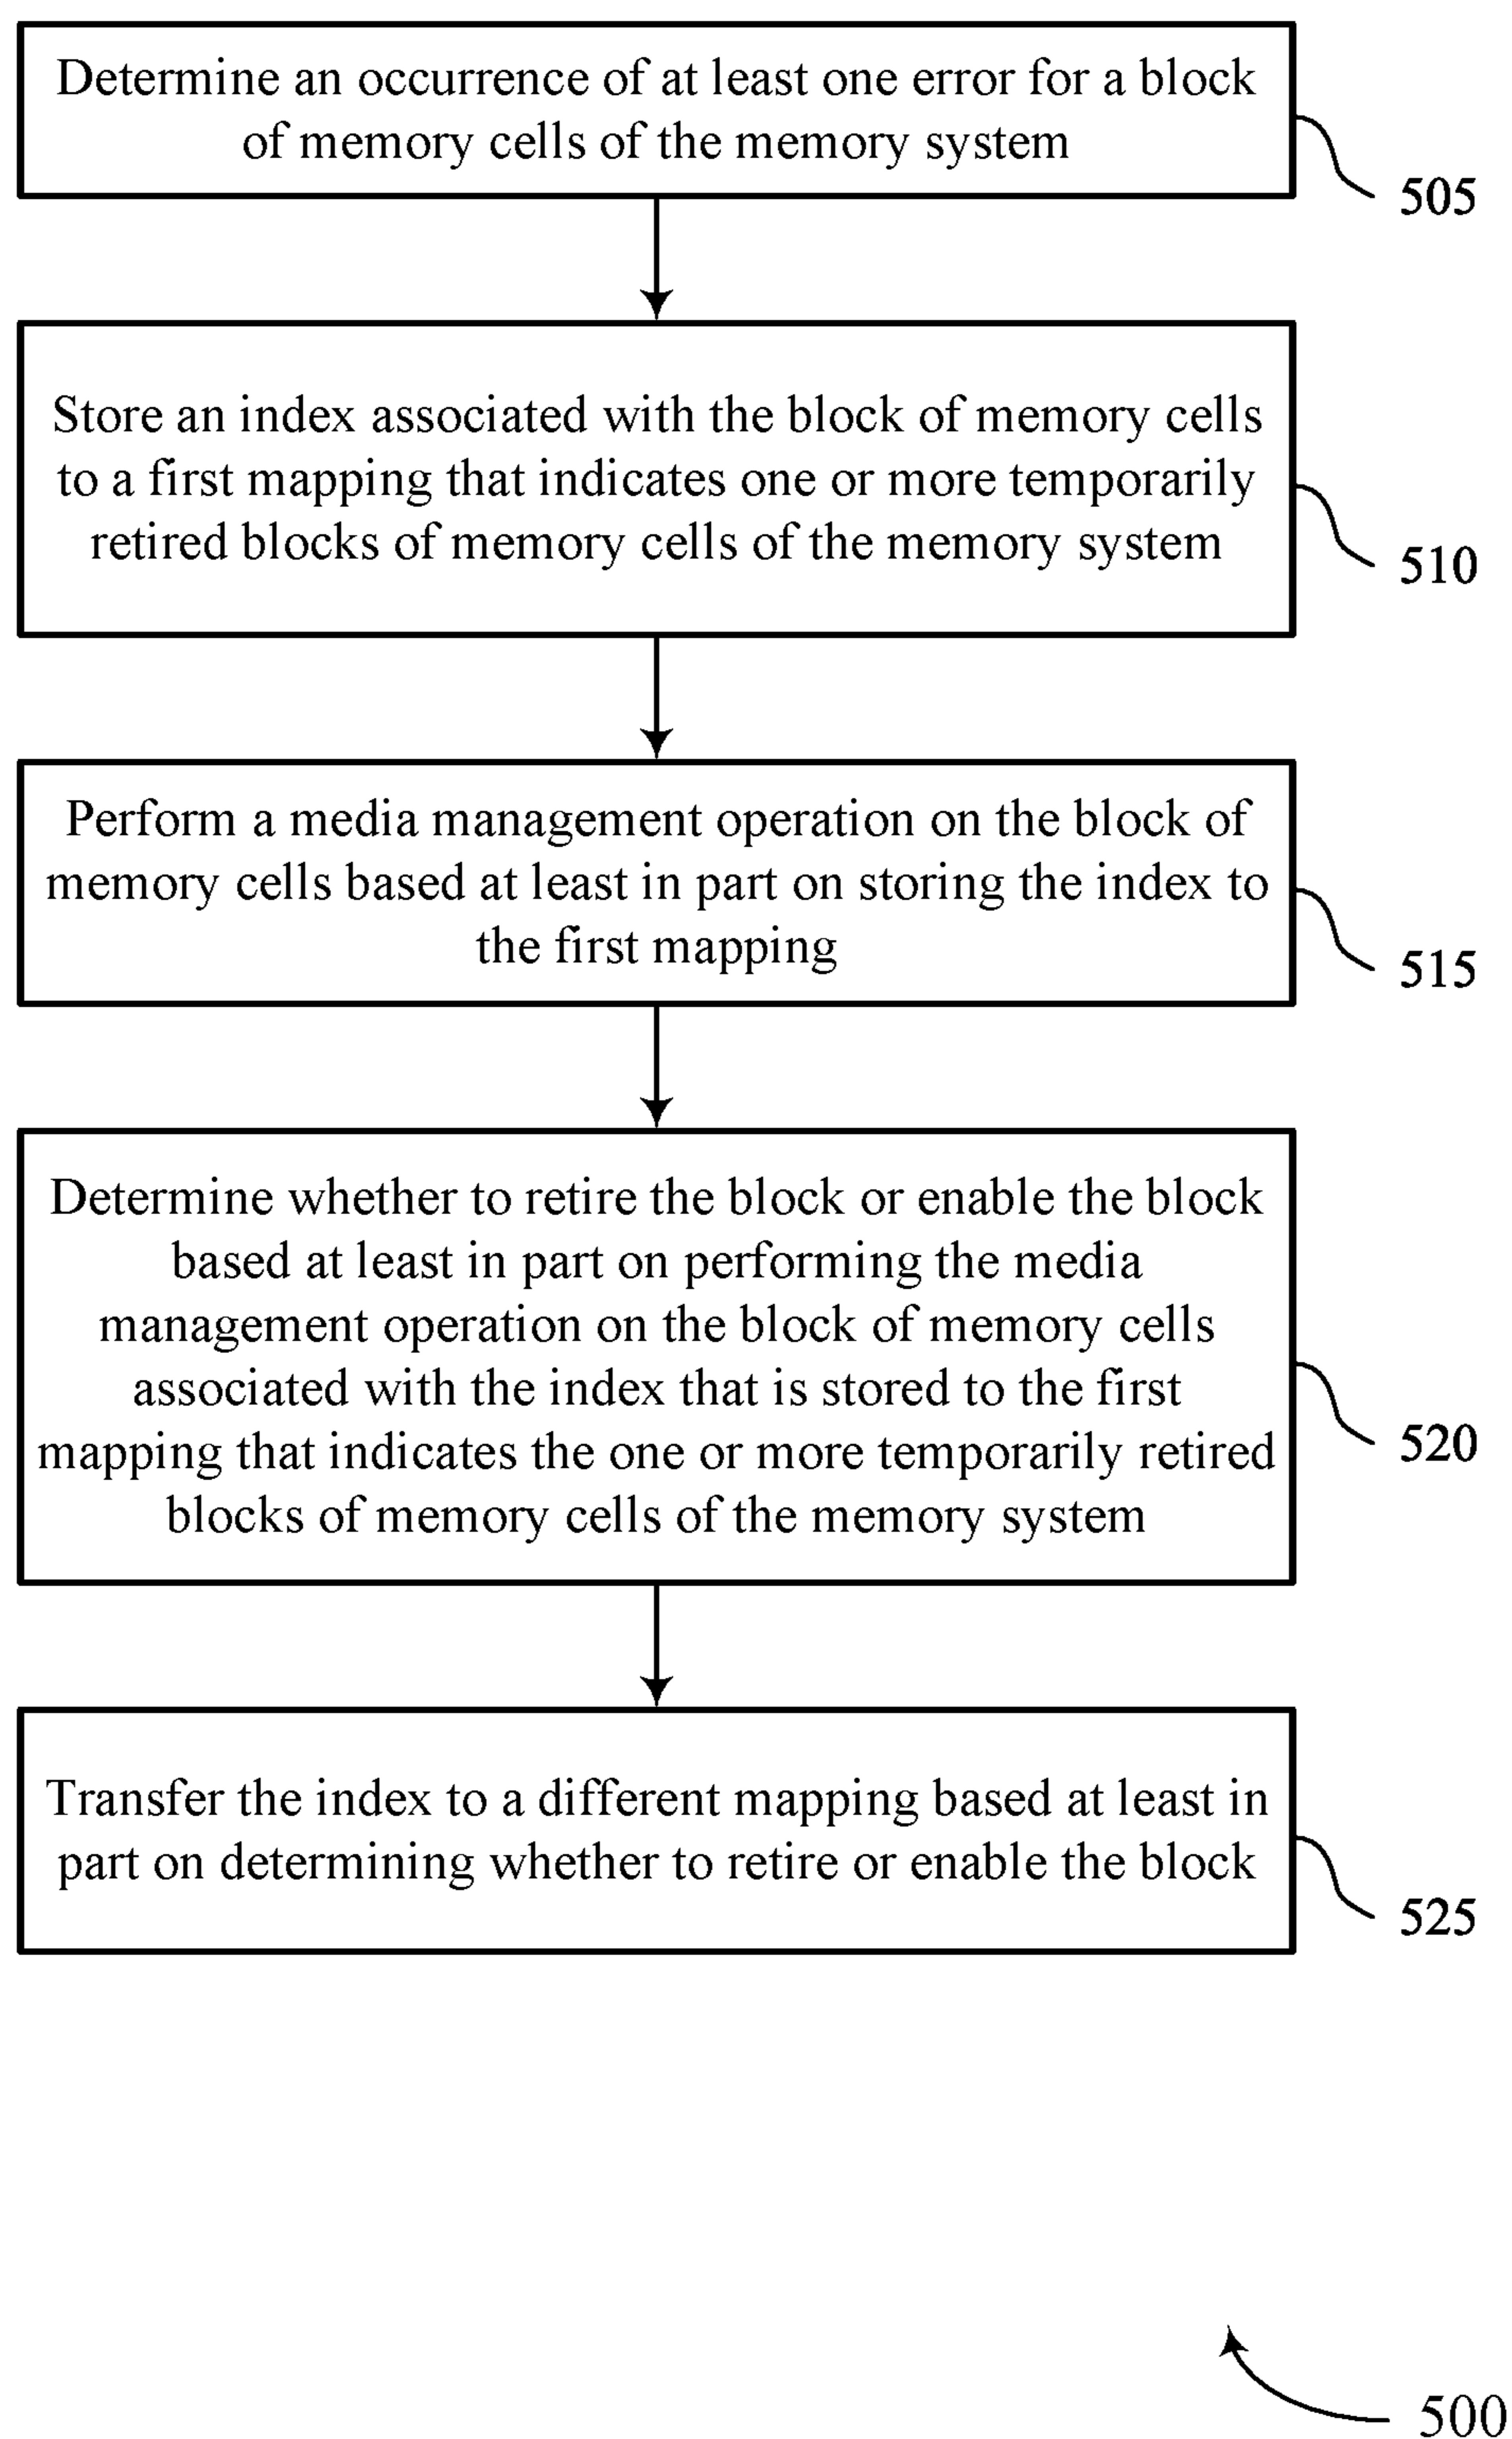 Determine an occurrence of at least one error for a block
of memory cells of the memory system
505
Store an index associated with the block of memory cells
to a first mapping that indicates one or more temporarily
retired blocks of memory cells of the memory system
510
Perform a media management operation on the block of
memory cells based at least in part on storing the index to
the first mapping
515
Determine whether to retire the block or enable the block
based at least in part on performing the media
management operation on the block of memory cells
associated with the index that is stored to the first
mapping that indicates the one or more temporarily retired
blocks of memory cells of the memory system
520
Transfer the index to a different mapping based at least in
part on determining whether to retire or enable the block
525
500